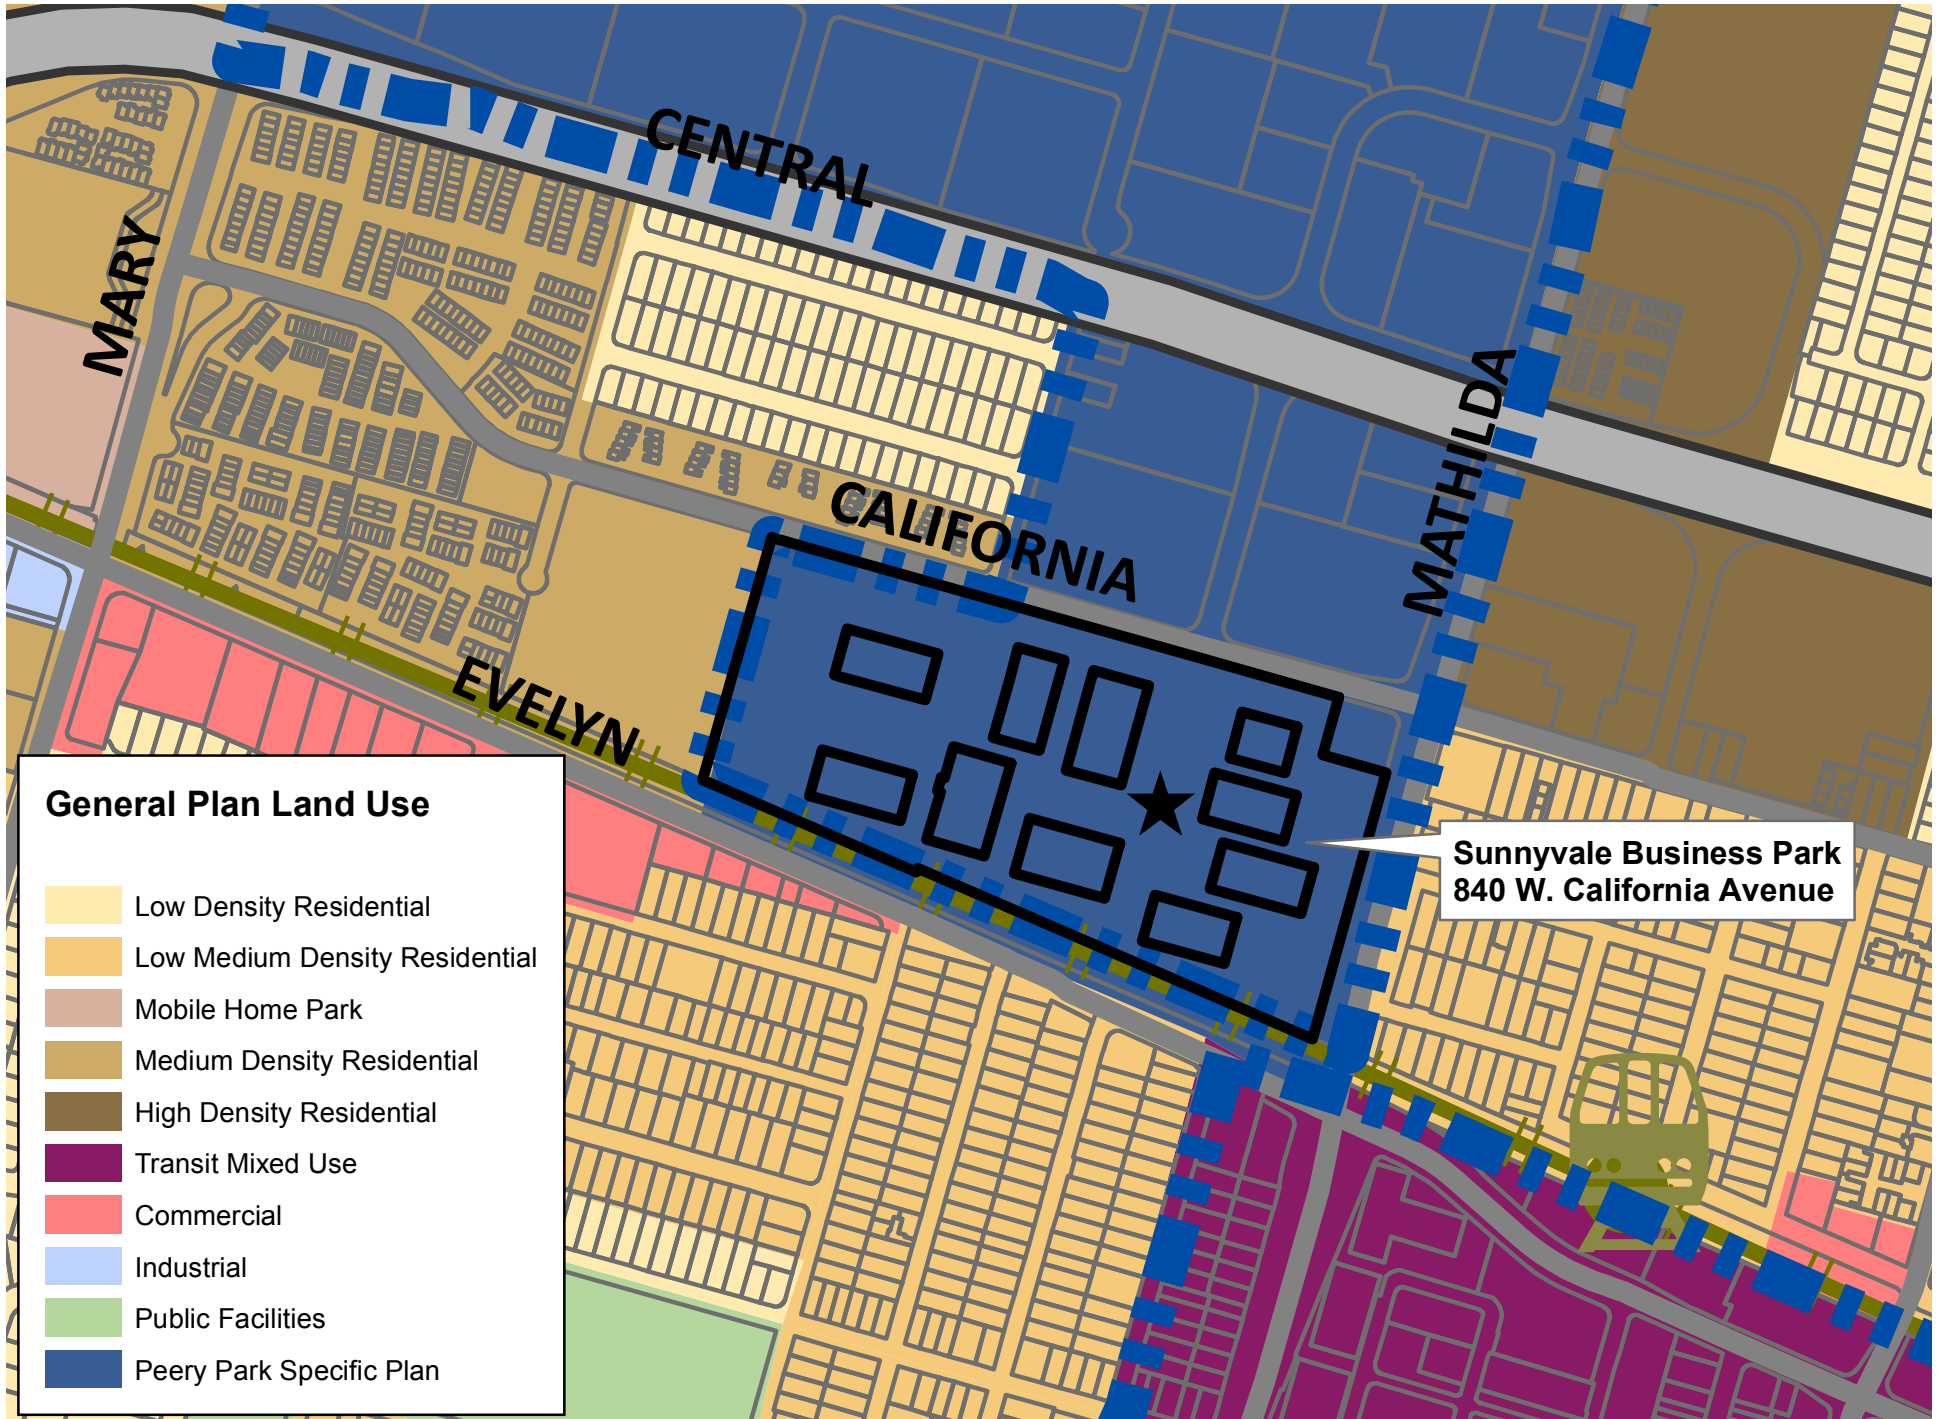 CENTRAL
MARY
MATHILDA
CALIFORNIA
EVELYN
Sunnyvale Business Park
840 W. California Avenue
General Plan Land Use
Low Density Residential
Low Medium Density Residential
Mobile Home Park
Medium Density Residential
High Density Residential
Transit Mixed Use
Commercial
Industrial
Public Facilities
Peery Park Specific Plan